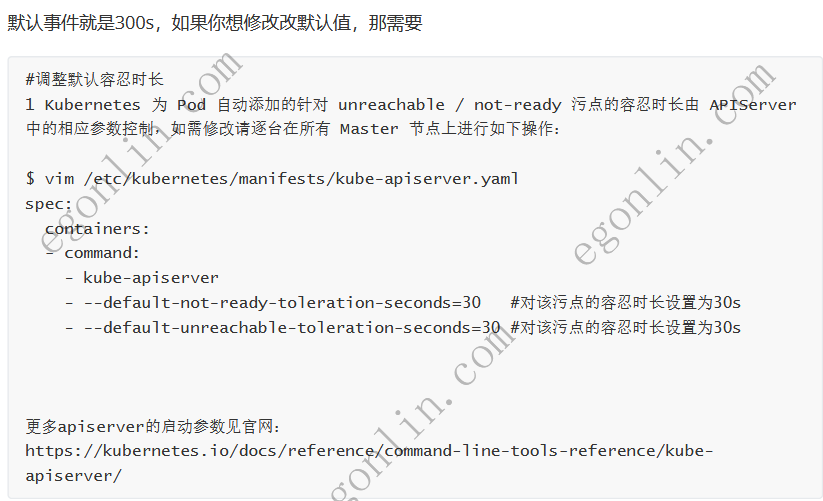 默认事件就是300s，如果你想修改改默认值，那需要
#调整默认容忍时长
1 Kubernetes 为 Pod 自动添加的针对 unreachable / not-ready 污点的容忍时长由 APIServer
中的相应参数控制，如需修改请逐台在所有 Master 节点上进行如下操作：
$ vim /etc/kubernetes/manifests/kube-apiserver.yaml
spec:
  containers:
  - command:
    - kube-apiserver
    - --default-not-ready-toleration-seconds=30   #对该污点的容忍时长设置为30s
    - --default-unreachable-toleration-seconds=30 #对该污点的容忍时长设置为30s
更多apiserver的启动参数见官网：
https://kubernetes.io/docs/reference/command-line-tools-reference/kube-
apiserver/
egonlin.com
egonlin.com
egonlin.com